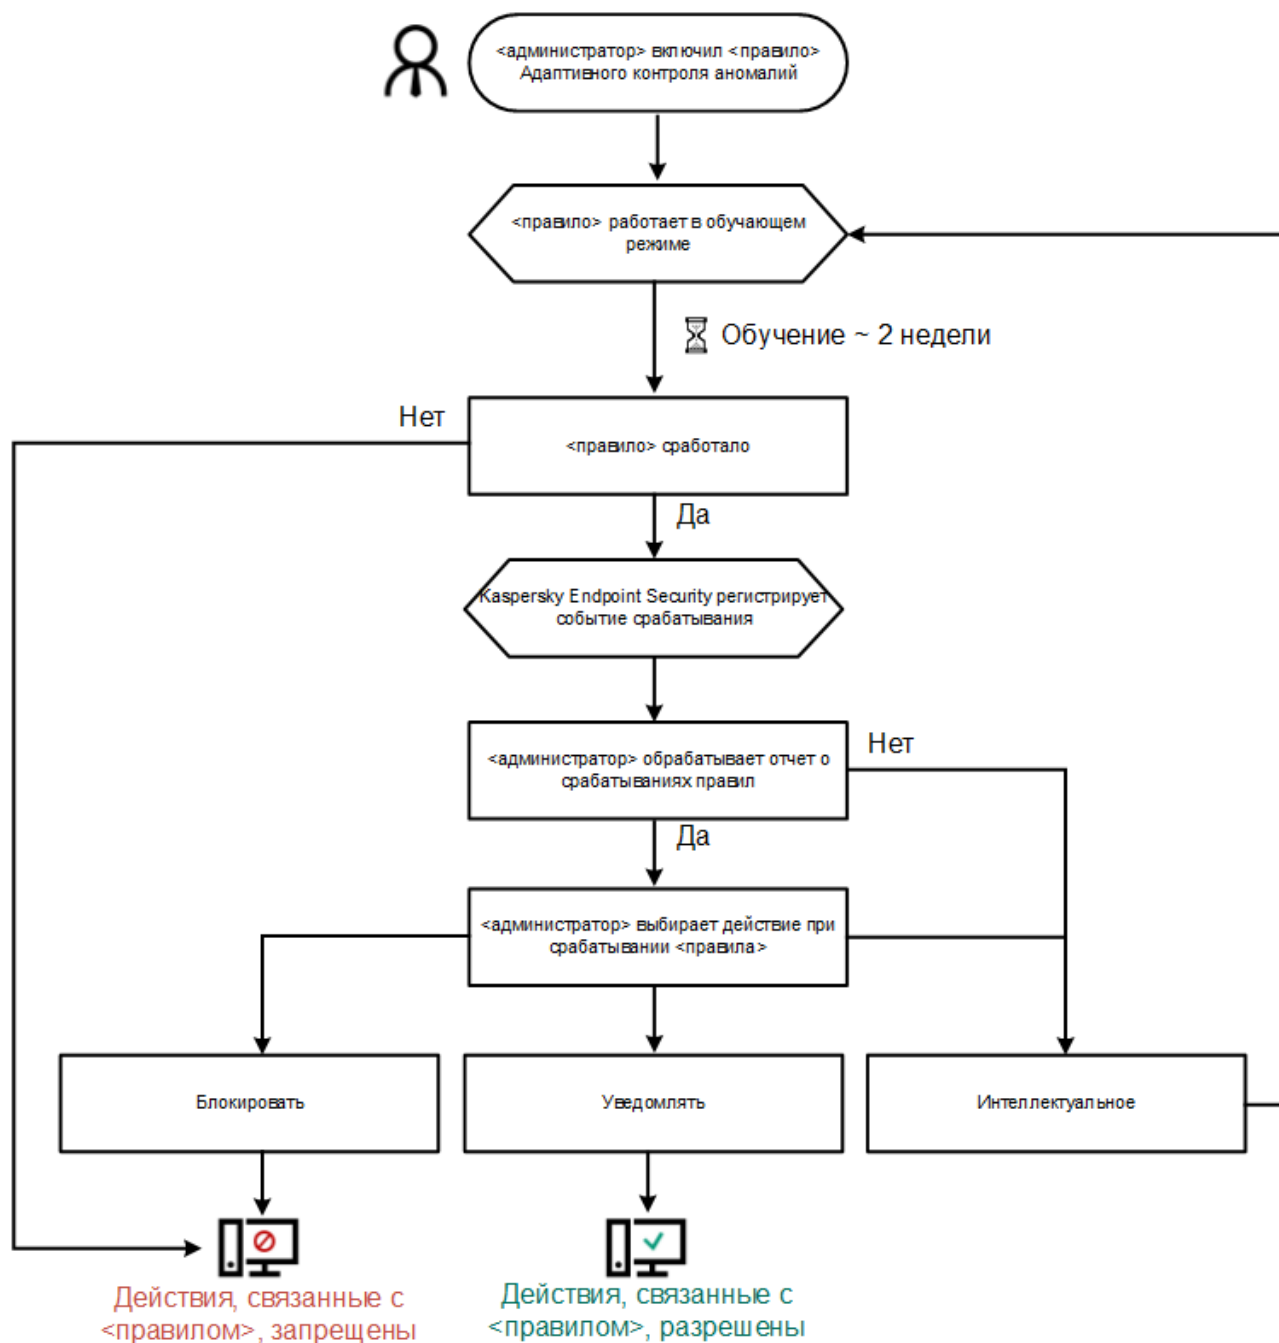 <администратор> включил <правило>
Адаптивного контроля аномалий
<правило> работает в обучающем
режиме
Обучение ~ 2 недели
Нет
<правило> сработало
Да
Kaspersky Endpoint Security регистрирует
событие срабатывания
Нет
<администратор> обрабатывает отчет о
срабатываниях правил
Да
<администратор> выбирает действие при
срабатывании <правила>
Блокировать
Уведомлять
Интеллектуальное
Действия, связанные с
<правилом>, запрещены
Действия, связанные с
<правилом>, разрешены